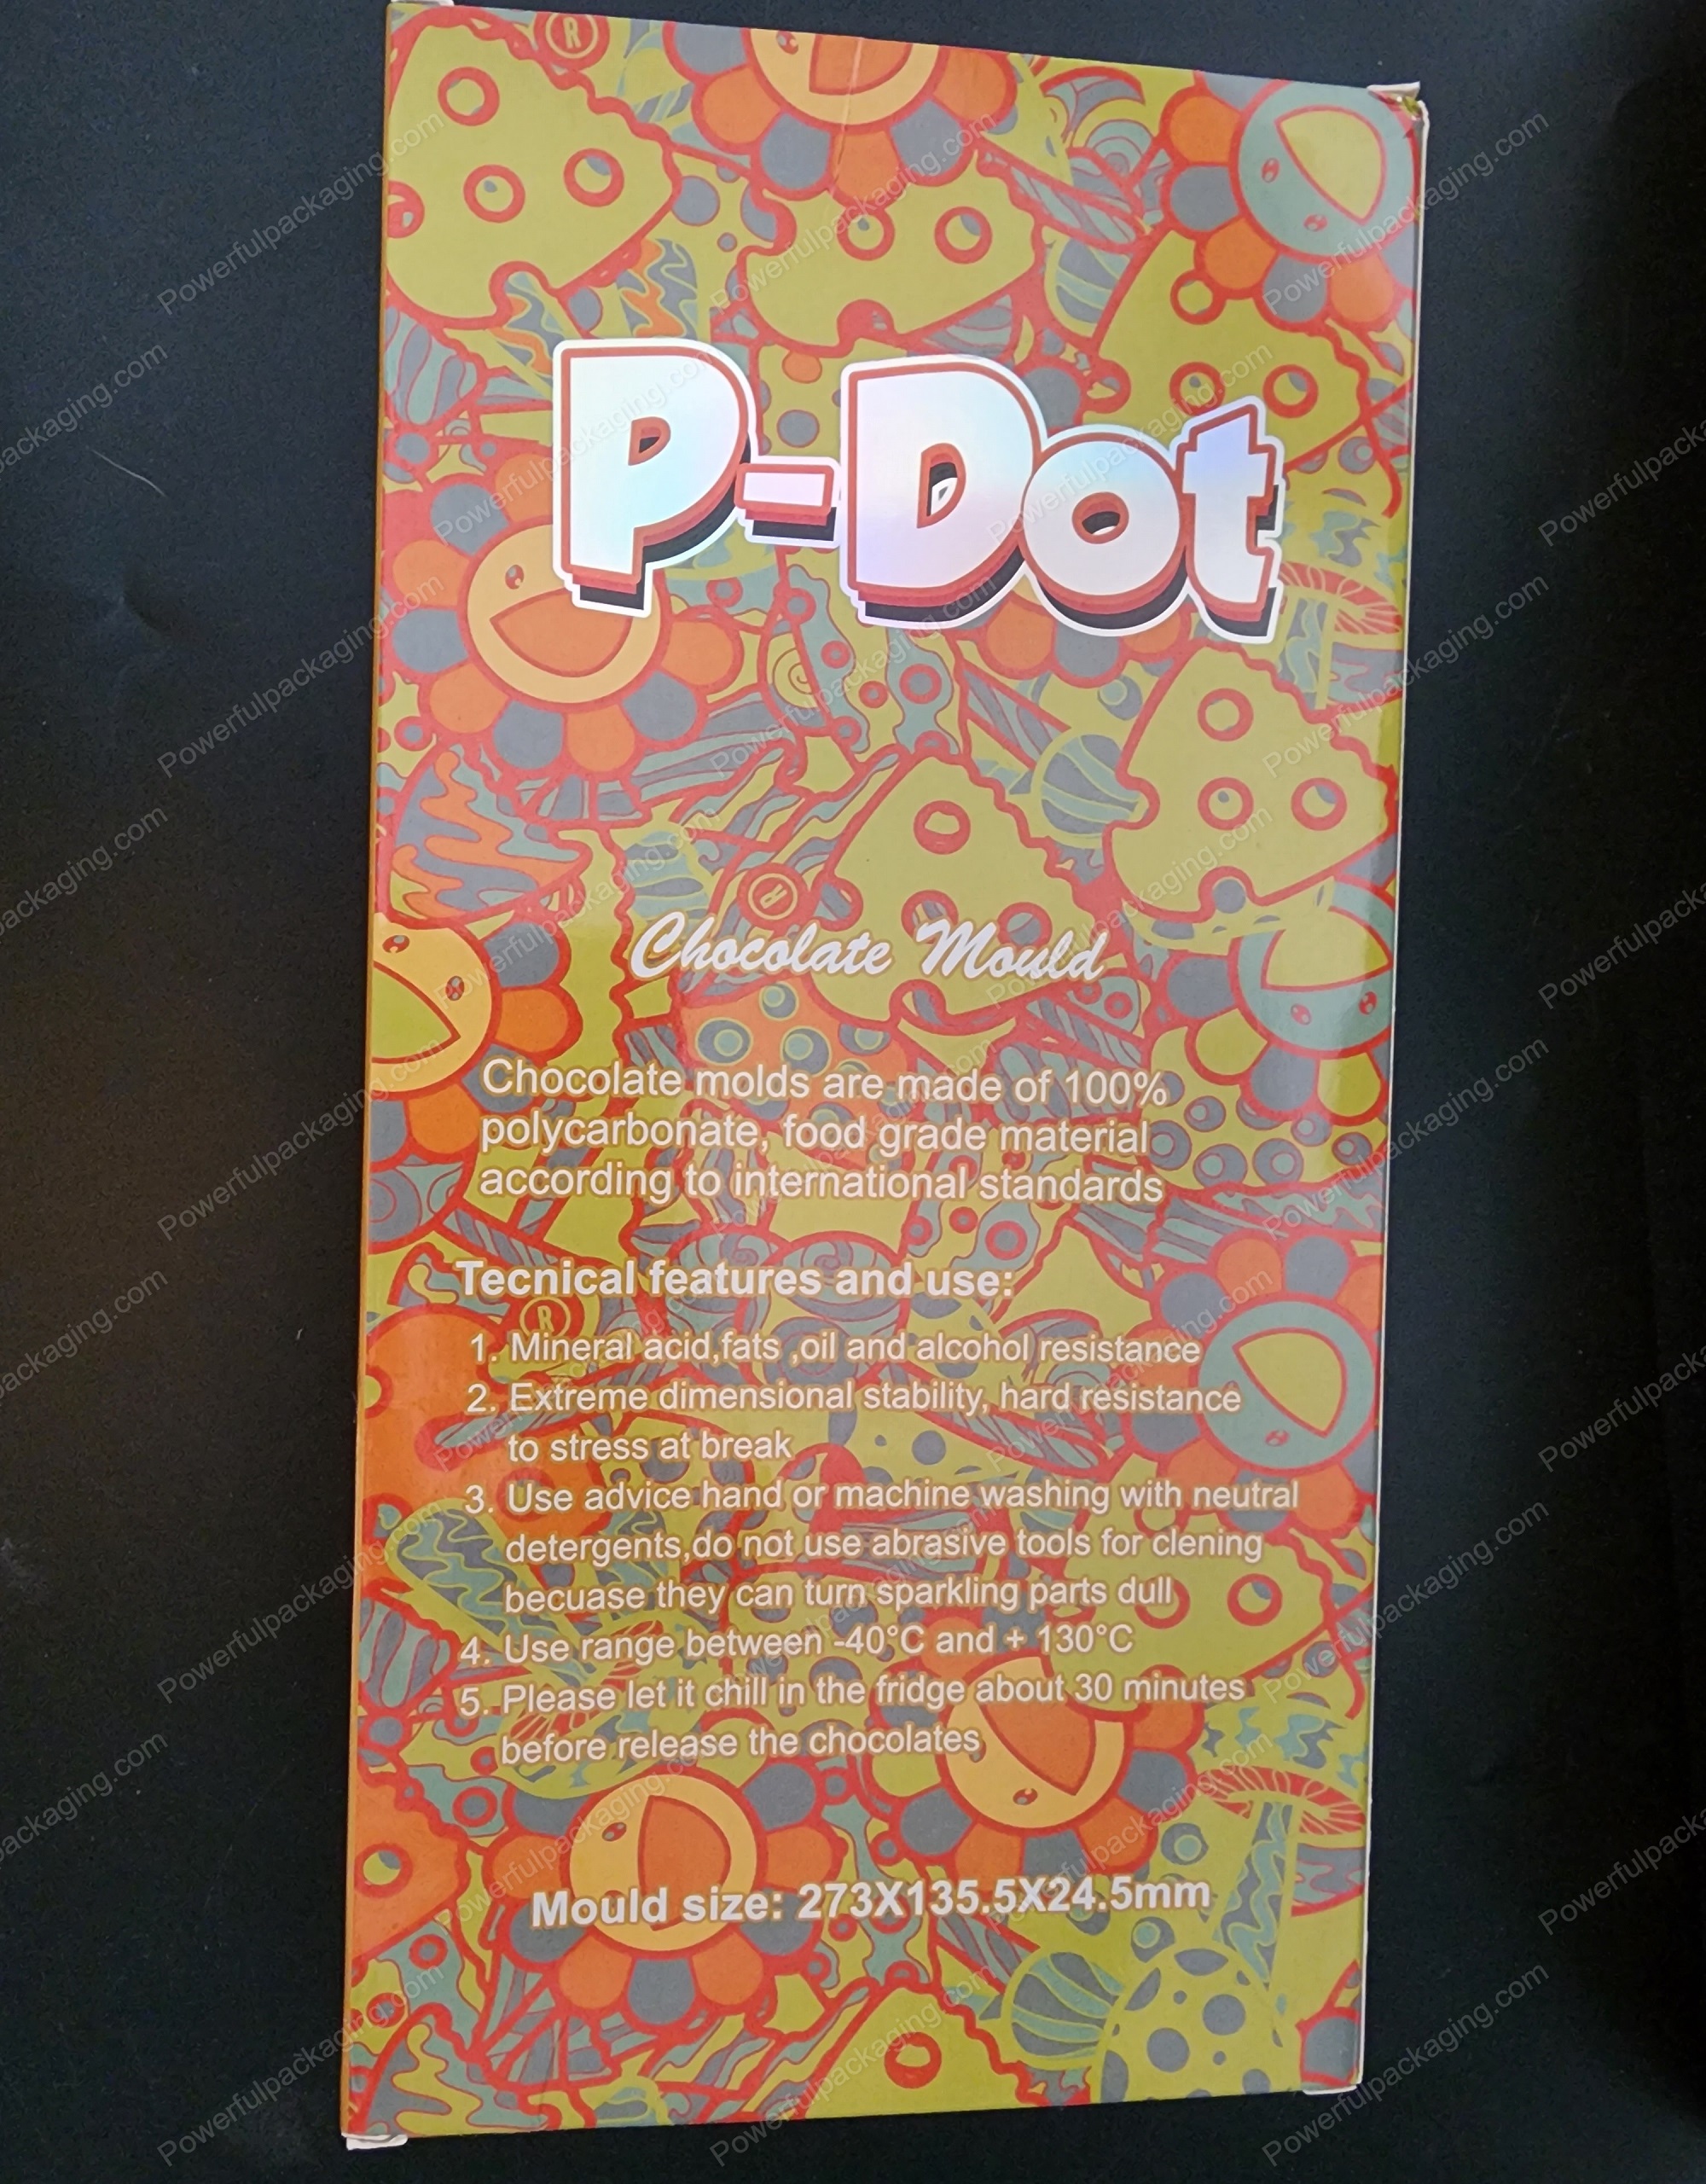 P-Dot
Chocolate Mould
Chocolate molds are made of 100%
polycarbonate, food grade material
according to international standards
Tecnical features and use:
1. Mineral acid,fats ,oil and alcohol resistance
2. Extreme dimensional stability, hard resistance
to stress at break
3. Use advice hand or machine washing with neutral
detergents,do not use abrasive tools for clening
becuase they can turn sparkling parts dull
4. Use range between -40°C and + 130°C
5. Please let it chill in the fridge about 30 minutes
before release the chocolates
Mould size: 273X135.5X24.5mm
Powerfulpackaging.com